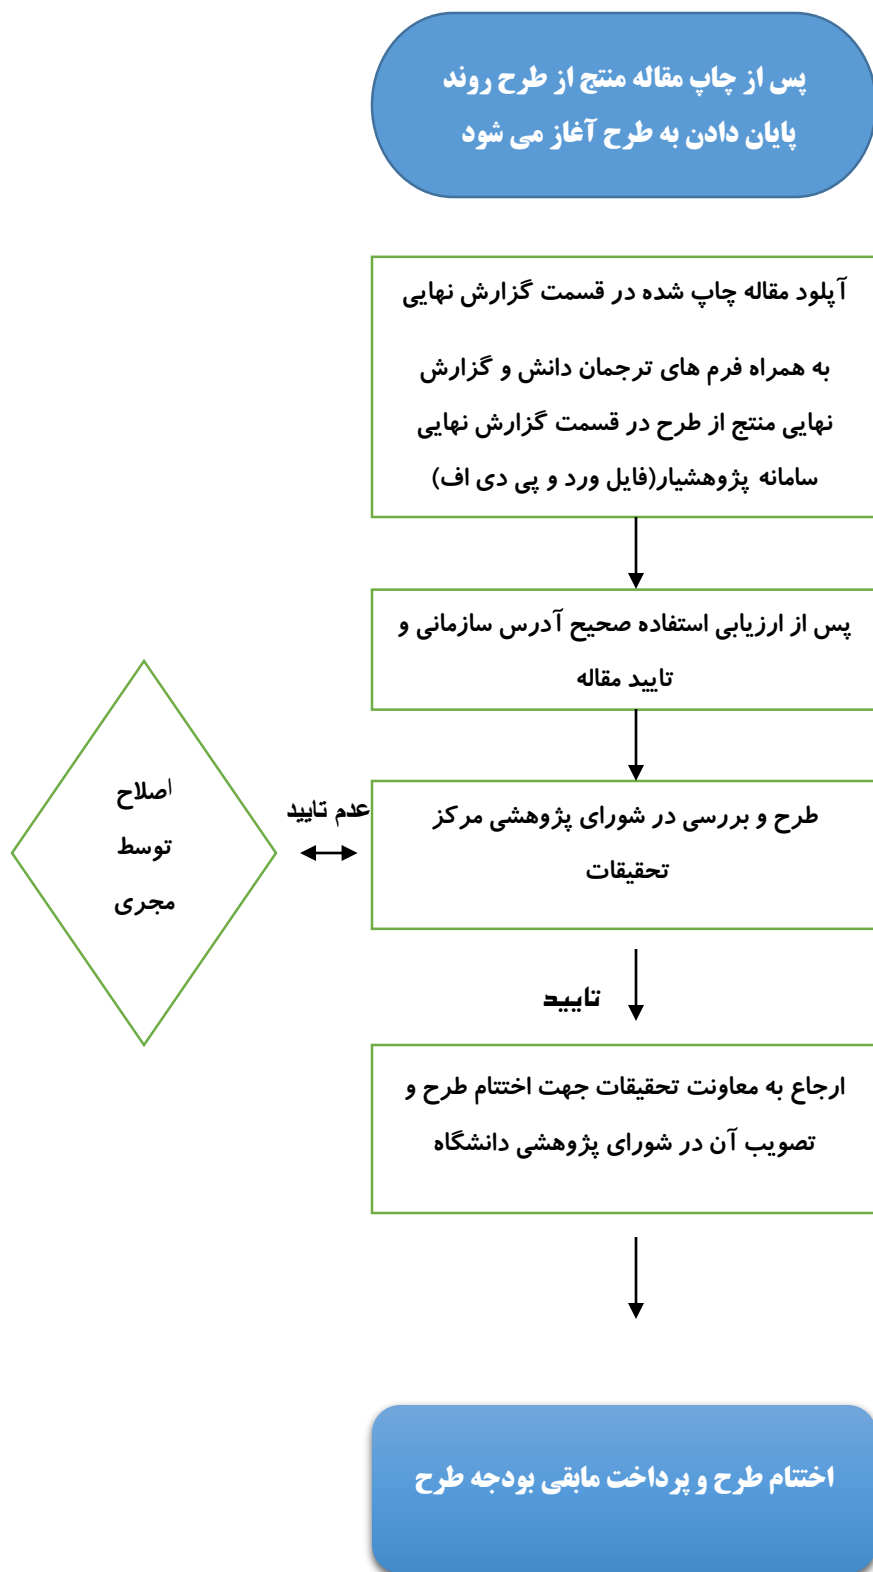 پس از چاپ مقاله منتج از طرح روند
پایان دادن به طرح آغاز می شود
آپلود مقاله چاپ شده در قسمت گزارش نهایی
به همراه فرم های ترجمان دانش و گزارش
نهایی منتج از طرح در قسمت گزارش نهایی
سامانه پژوهشیار(فایل ورد و پی دی اف)
پس از ارزیابی استفاده صحیح آدرس سازمانی و
تایید مقاله
طرح و بررسی در شورای پژوهشی مرکز
تحقیقات
عدم تایید
اصلاح
توسط
مجری
تایید
ارجاع به معاونت تحقیقات جهت اختتام طرح و
تصویب آن در شورای پژوهشی دانشگاه
اختتام طرح و پرداخت مابقی بودجه طرح